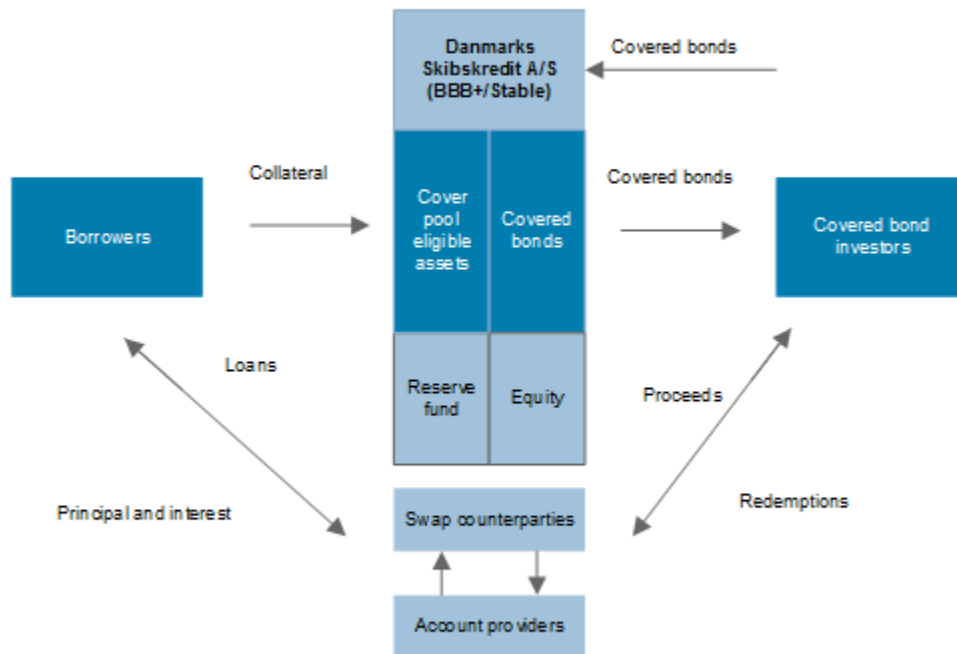 Danmarks
Skibskredit A/S
(BBB+/Stable)
Covered bonds
Collateral
Covered bonds
Borrowers
Cover
pool
eligible
assets
Covered
bonds
Covered bond
investors
Loans
Reserve
fund
Equity
Proceeds
Principal and interest
Swap counterparties
Redemptions
Account providers